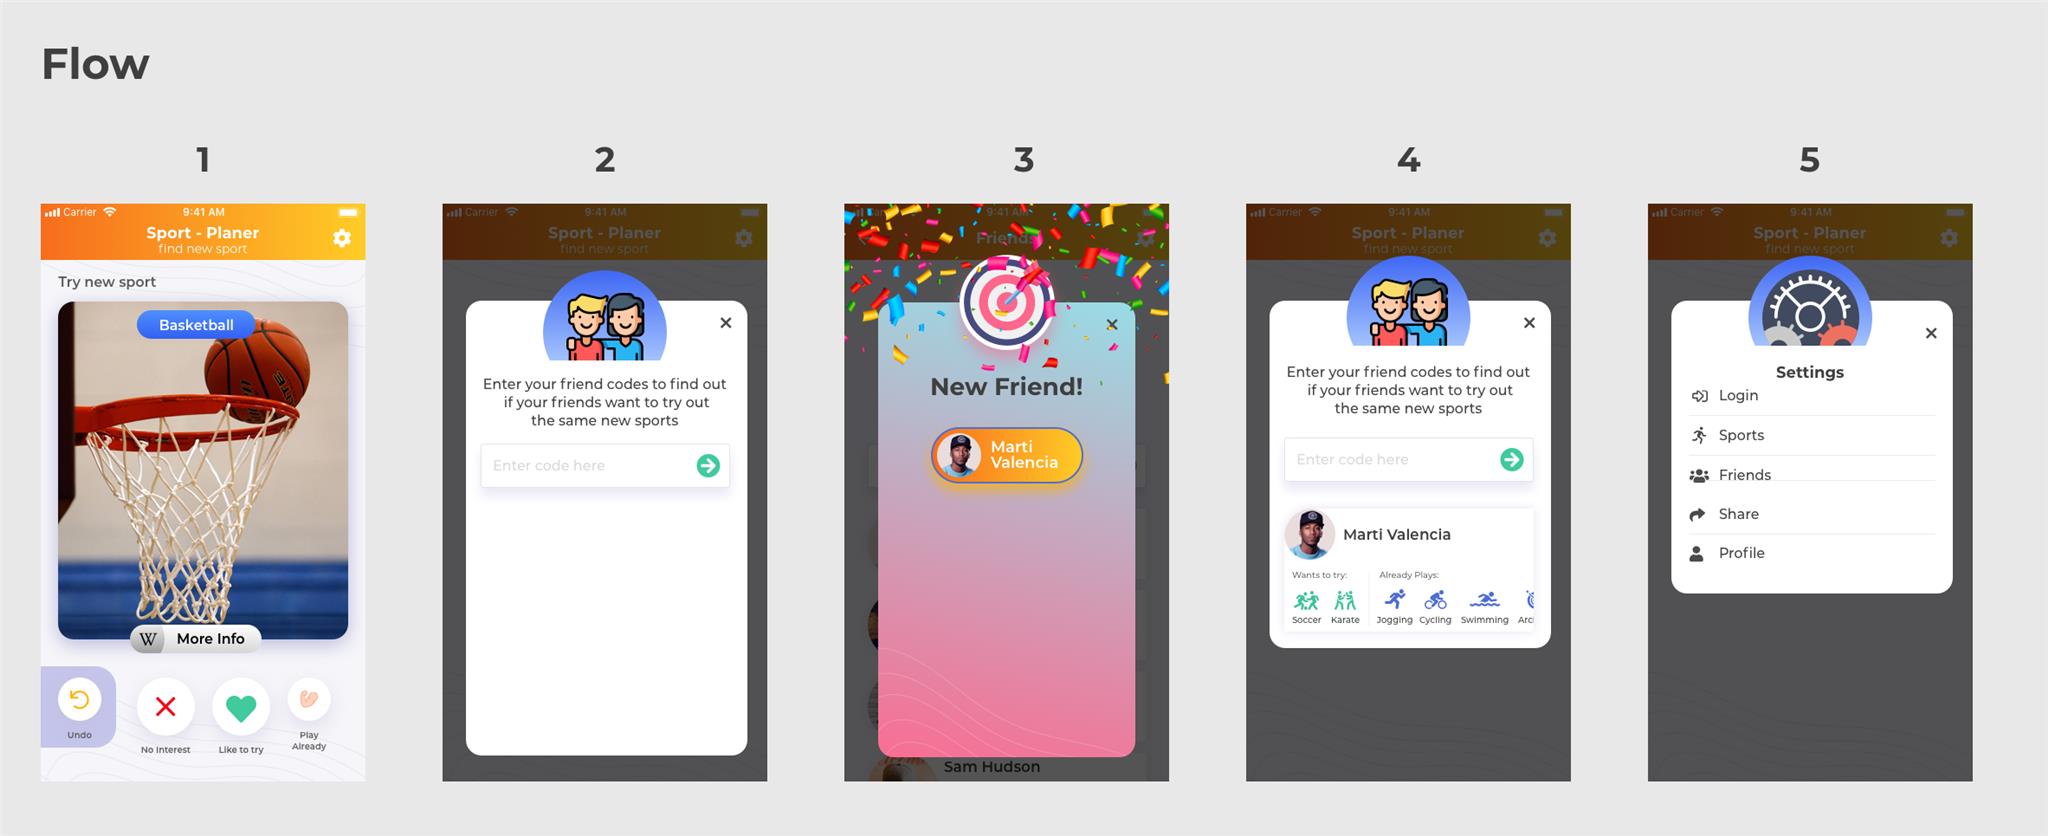 Flow
1
Carrier
9:41 AM
Sport - Planer
find new sport
Try new sport
Basketball
W
More Info
Undo
No Interest
Like to try
Play
Already
2
Carrier
9:41 AM
Sport - Planer
find new sport
Enter your friend codes to find out
if your friends want to try out
the same new sports
Enter code here
3
9:41 AM
Friends
New Friend!
Marti
Valencia
Sam Hudson
4
Carrier
9:41 AM
Sport - Planer
find new sport
Enter your friend codes to find out
if your friends want to try out
the same new sports
Enter code here
Marti Valencia
Wants to try:
Already Plays:
Soccer
Karate
Jogging
Cycling
Swimming
Arc
5
Carrier
9:41 AM
Sport - Planer
find new sport
Settings
Login
Sports
Friends
Share
Profile